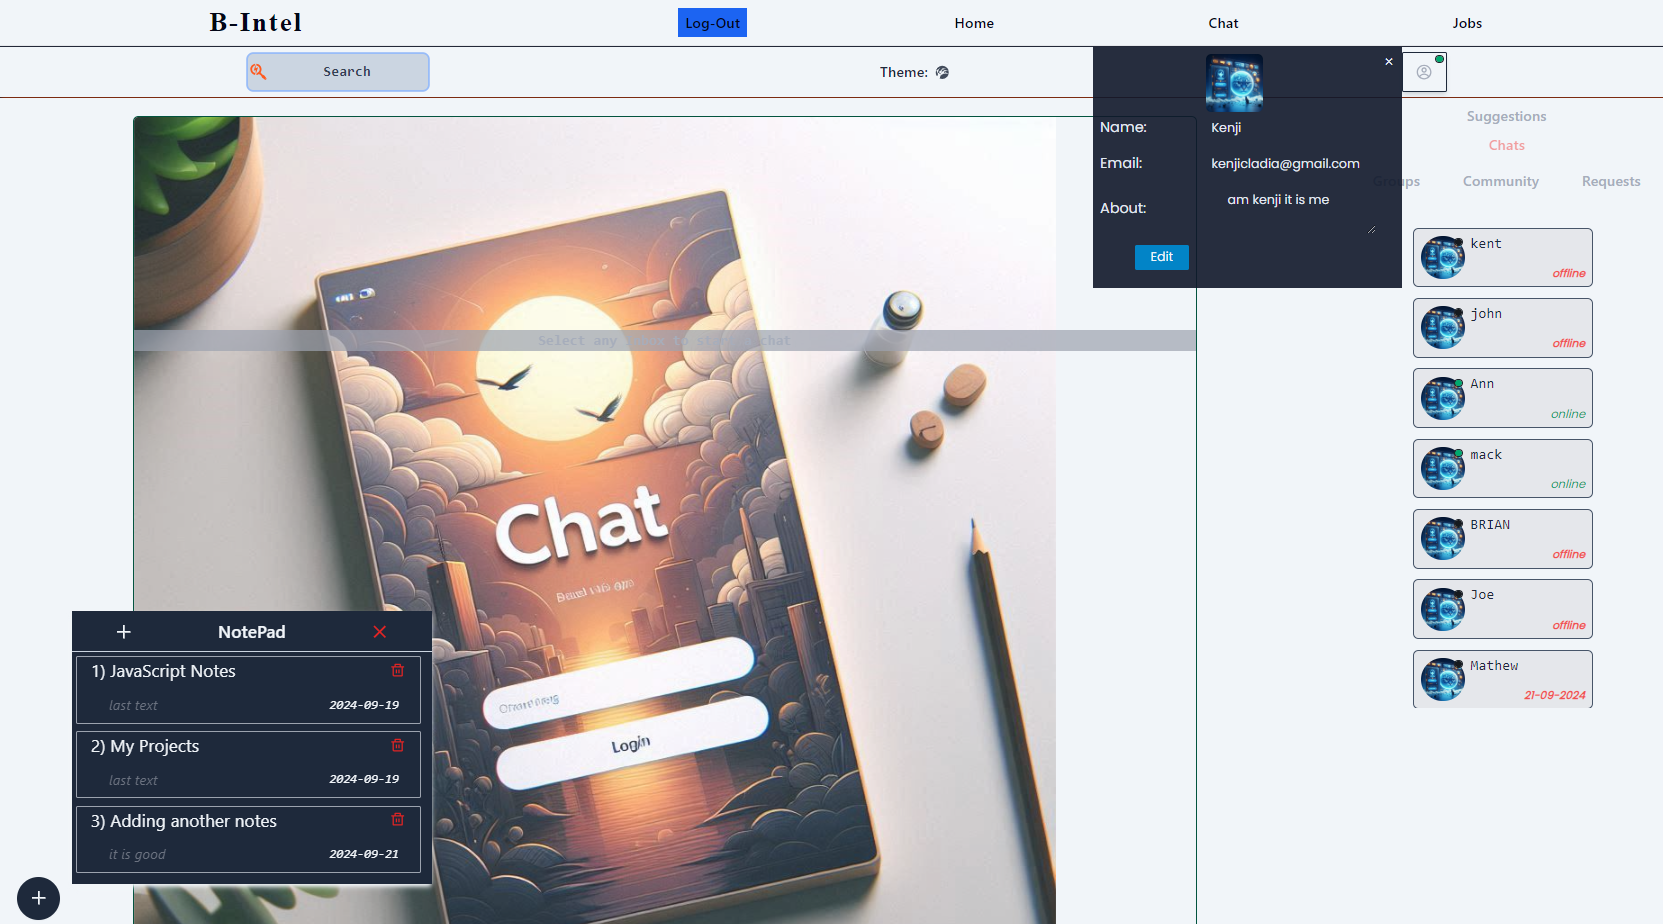 B-Intel
Log-Out
Home
Chat
Jobs
Search
Theme:
Name: Kenji
Email: kenjicladia@gmail.com
About: am kenji it is me
Edit
Suggestions
Chats
Groups Community Requests
Select any to start chat
kent
offline
john
offline
Ann
online
mack
online
BRIAN
offline
Joe
offline
Mathew
21-09-2024
Chat
Login
NotePad
1) JavaScript Notes
last text 2024-09-19
2) My Projects
last text 2024-09-19
3) Adding another notes
it is good 2024-09-21